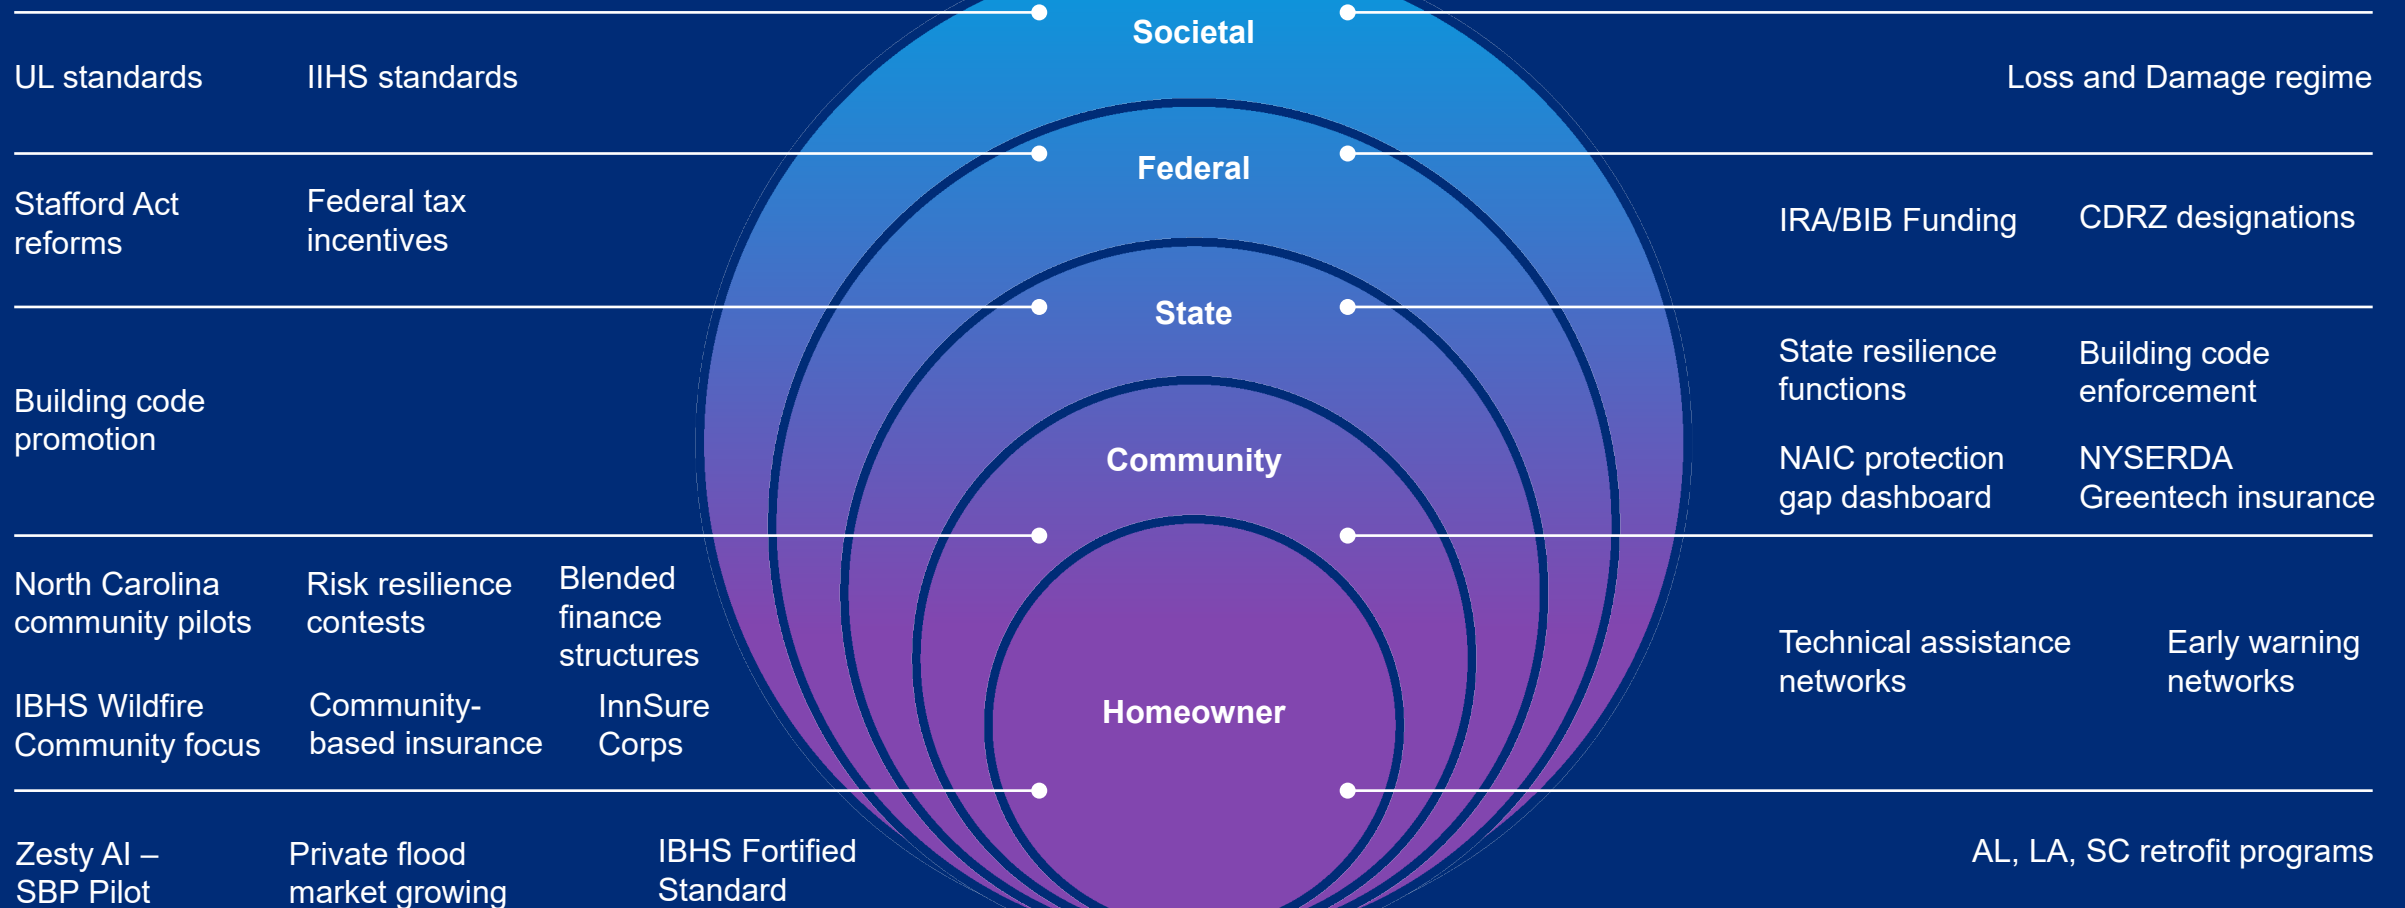 Societal
UL standards
IIHS standards
Loss and Damage regime
Federal
Stafford Act
reforms
Federal tax
incentives
IRA/BIB Funding
CDRZ designations
State
Building code
promotion
State resilience
functions
Building code
enforcement
NAIC protection
gap dashboard
NYSERDA
Greentech insurance
Community
North Carolina
community pilots
Risk resilience
contests
Blended
finance
structures
IBHS Wildfire
Community focus
Community-
based insurance
InnSure
Corps
Technical assistance
networks
Early warning
networks
Homeowner
Zesty AI –
SBP Pilot
Private flood
market growing
IBHS Fortified
Standard
AL, LA, SC retrofit programs